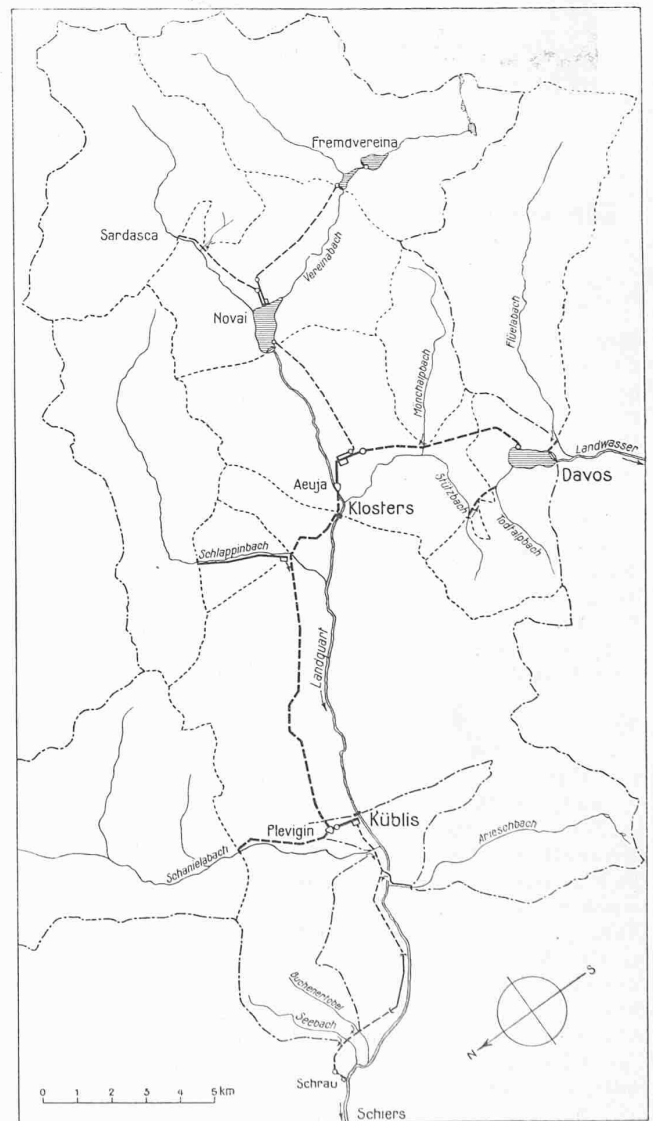 Fremdvereina
Sardasca
Vereinabach
Novai
Flüelabach
Mönchalpbach
Landwasser
Davos
Aeuja
Stützbach
Klosters
Todtalpbach
Schlappinbach
Landquart
Küblis
Plevigin
Arieschbach
Schanielabach
Buchenertobel
Seebach
S
N
Schrau
0 1 2 3 4 5 km
Schiers